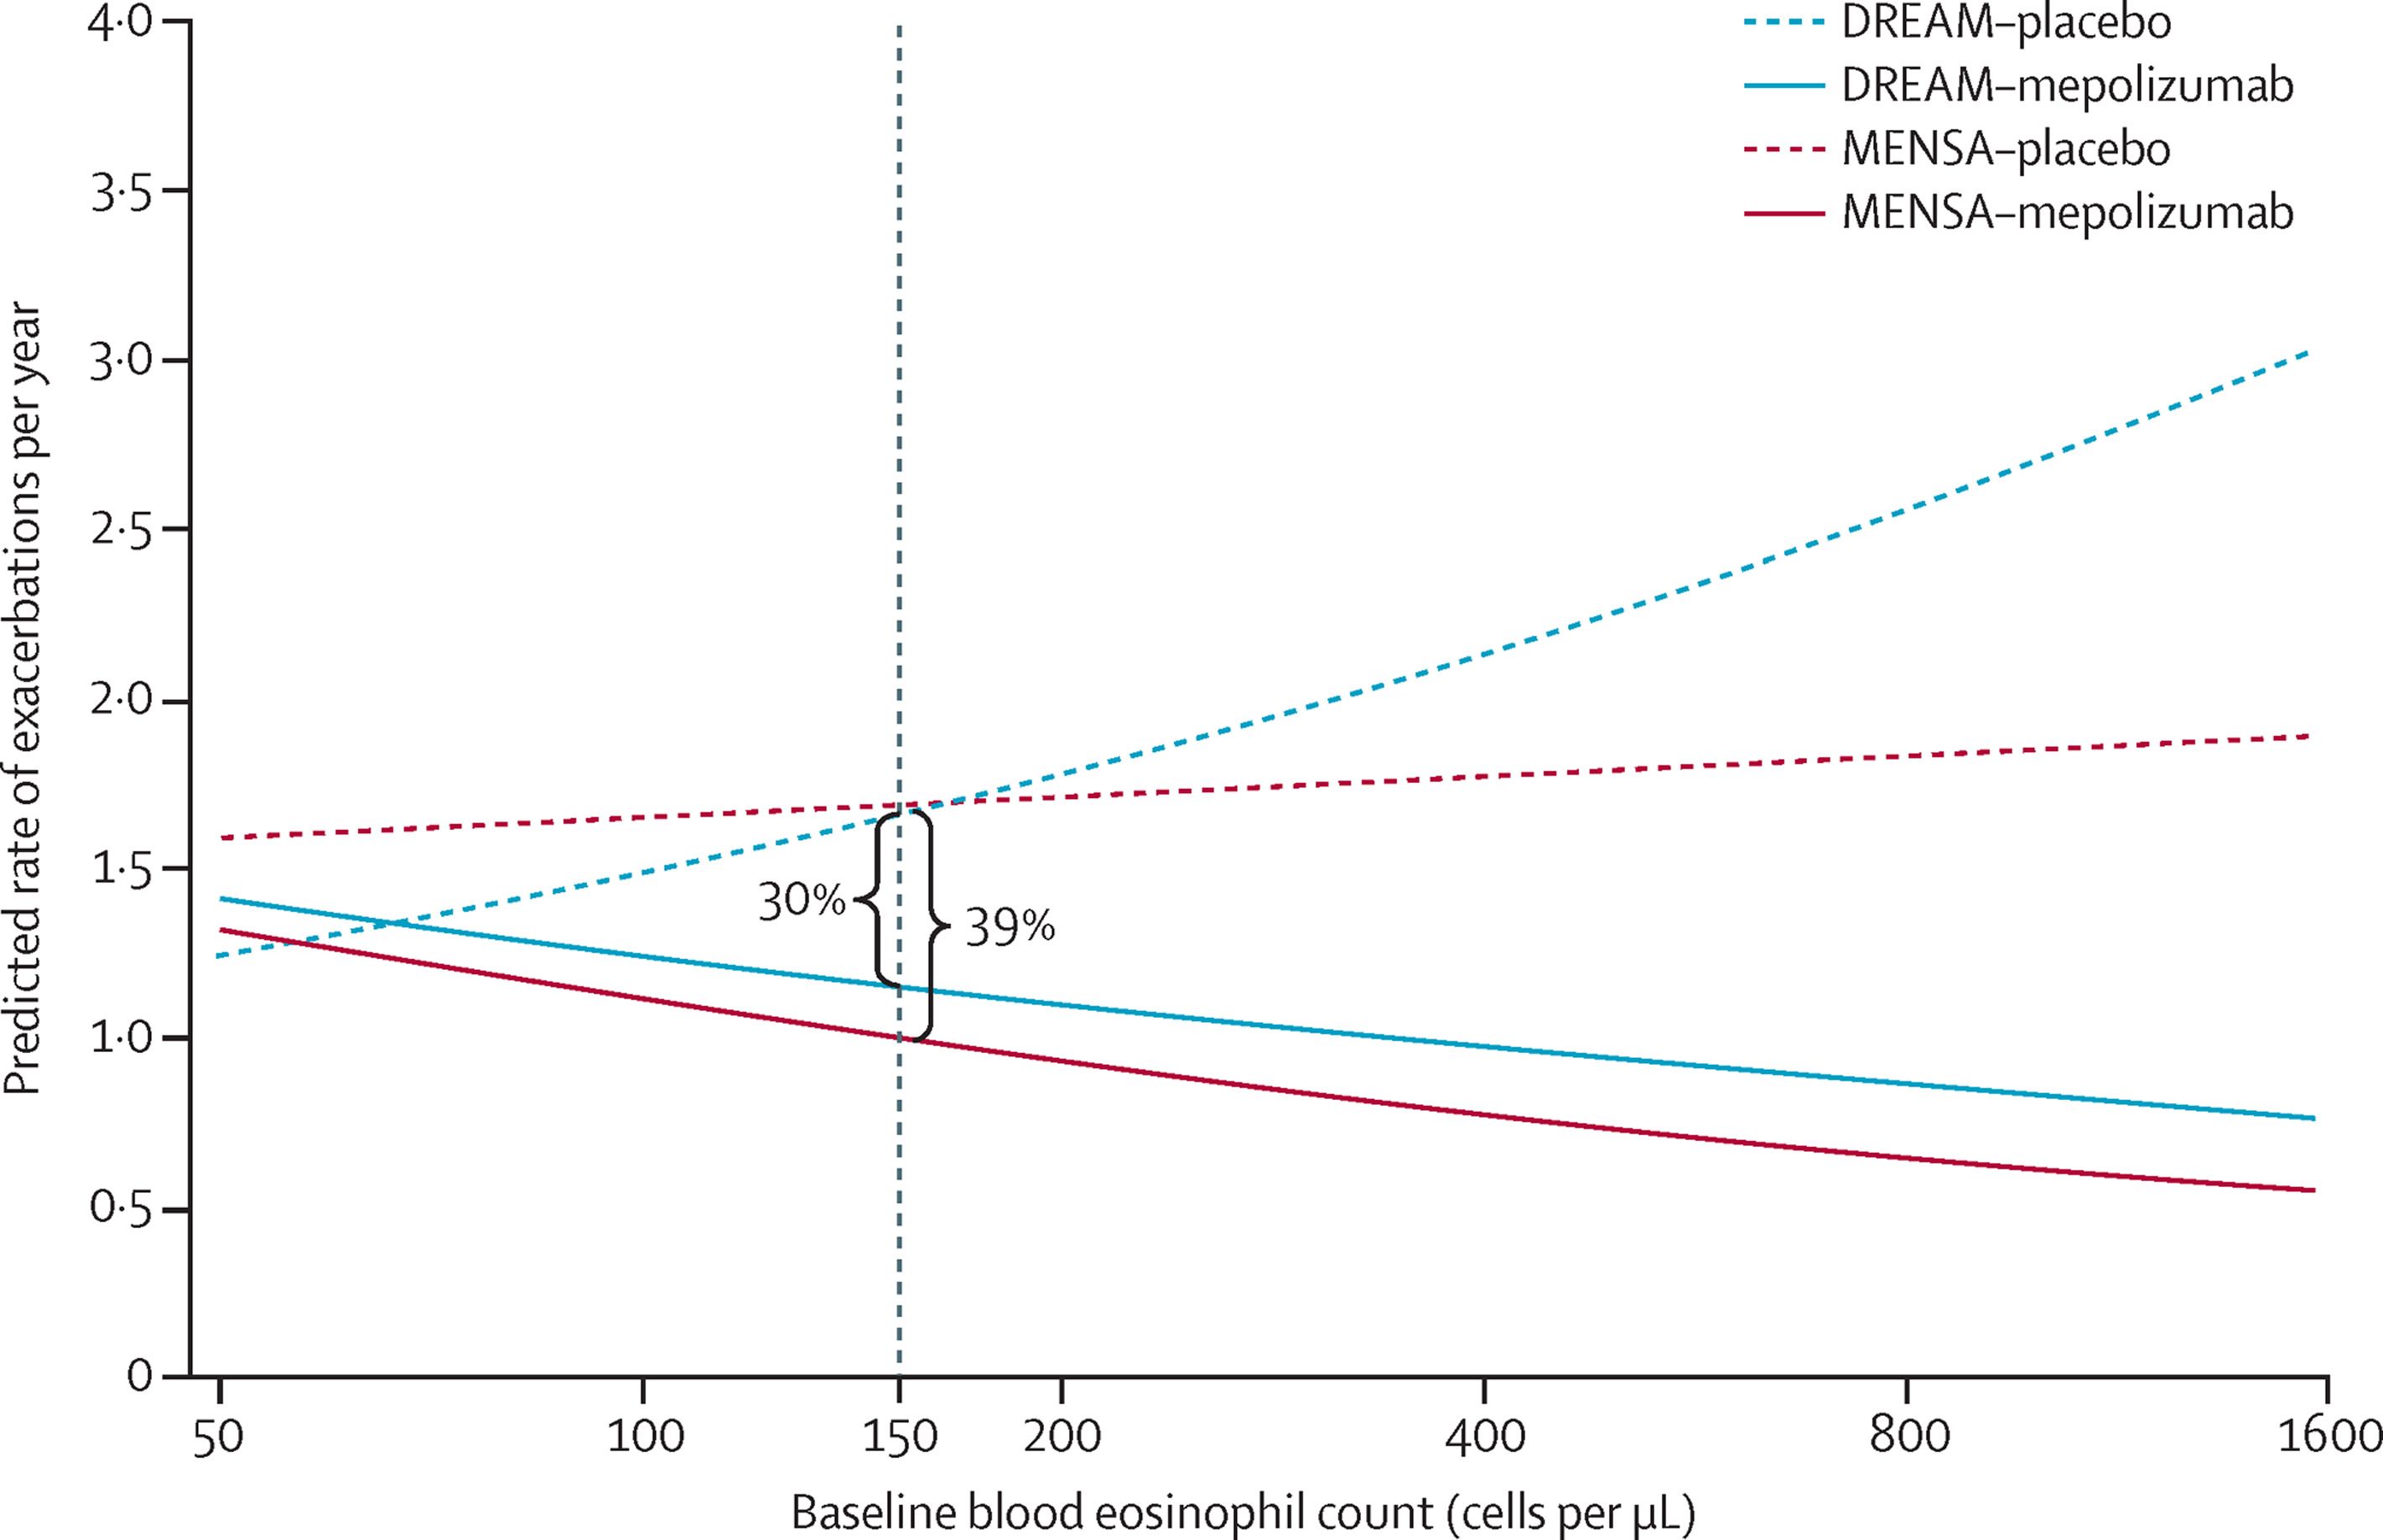 DREAM–placebo
DREAM–mepolizumab
MENSA–placebo
MENSA–mepolizumab
Predicted rate of exacerbations per year
4·0
3·5
3·0
2·5
2·0
1·5
1·0
0·5
0
30%
39%
50 100 150 200 400 800 1600
Baseline blood eosinophil count (cells per μL)